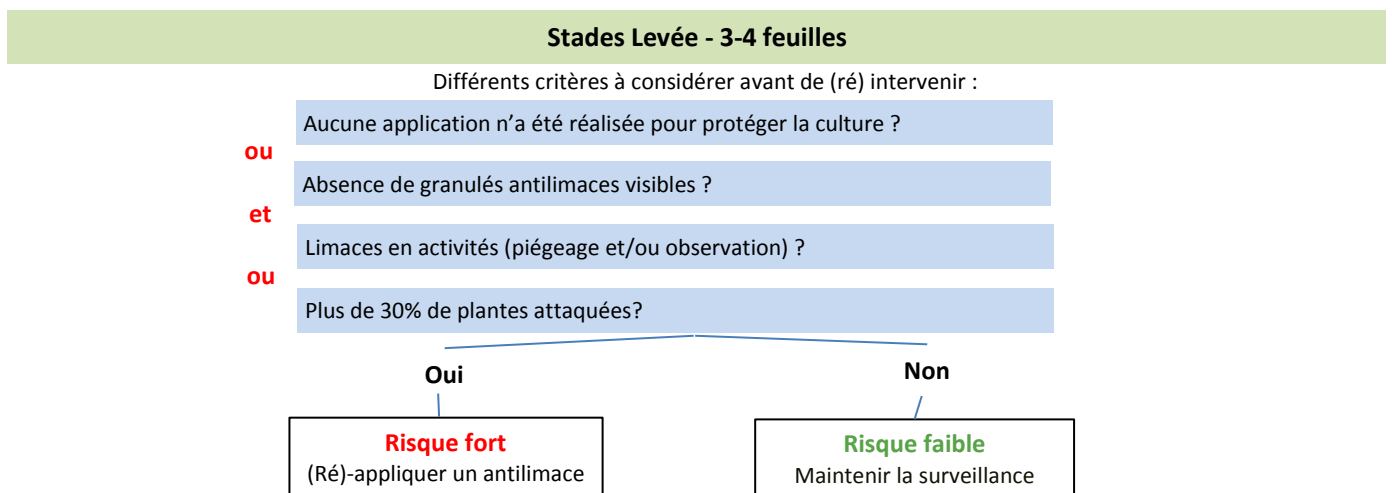 Stades Levée - 3-4 feuilles
Différents critères à considérer avant de (ré) intervenir :
Aucune application n'a été réalisée pour protéger la culture ?
ou
Absence de granulés antilimaces visibles ?
et
Limaces en activités (piégeage et/ou observation) ?
ou
Plus de 30% de plantes attaquées?
Oui
Non
Risque fort
(Ré)-appliquer un antilimace
Risque faible
Maintenir la surveillance